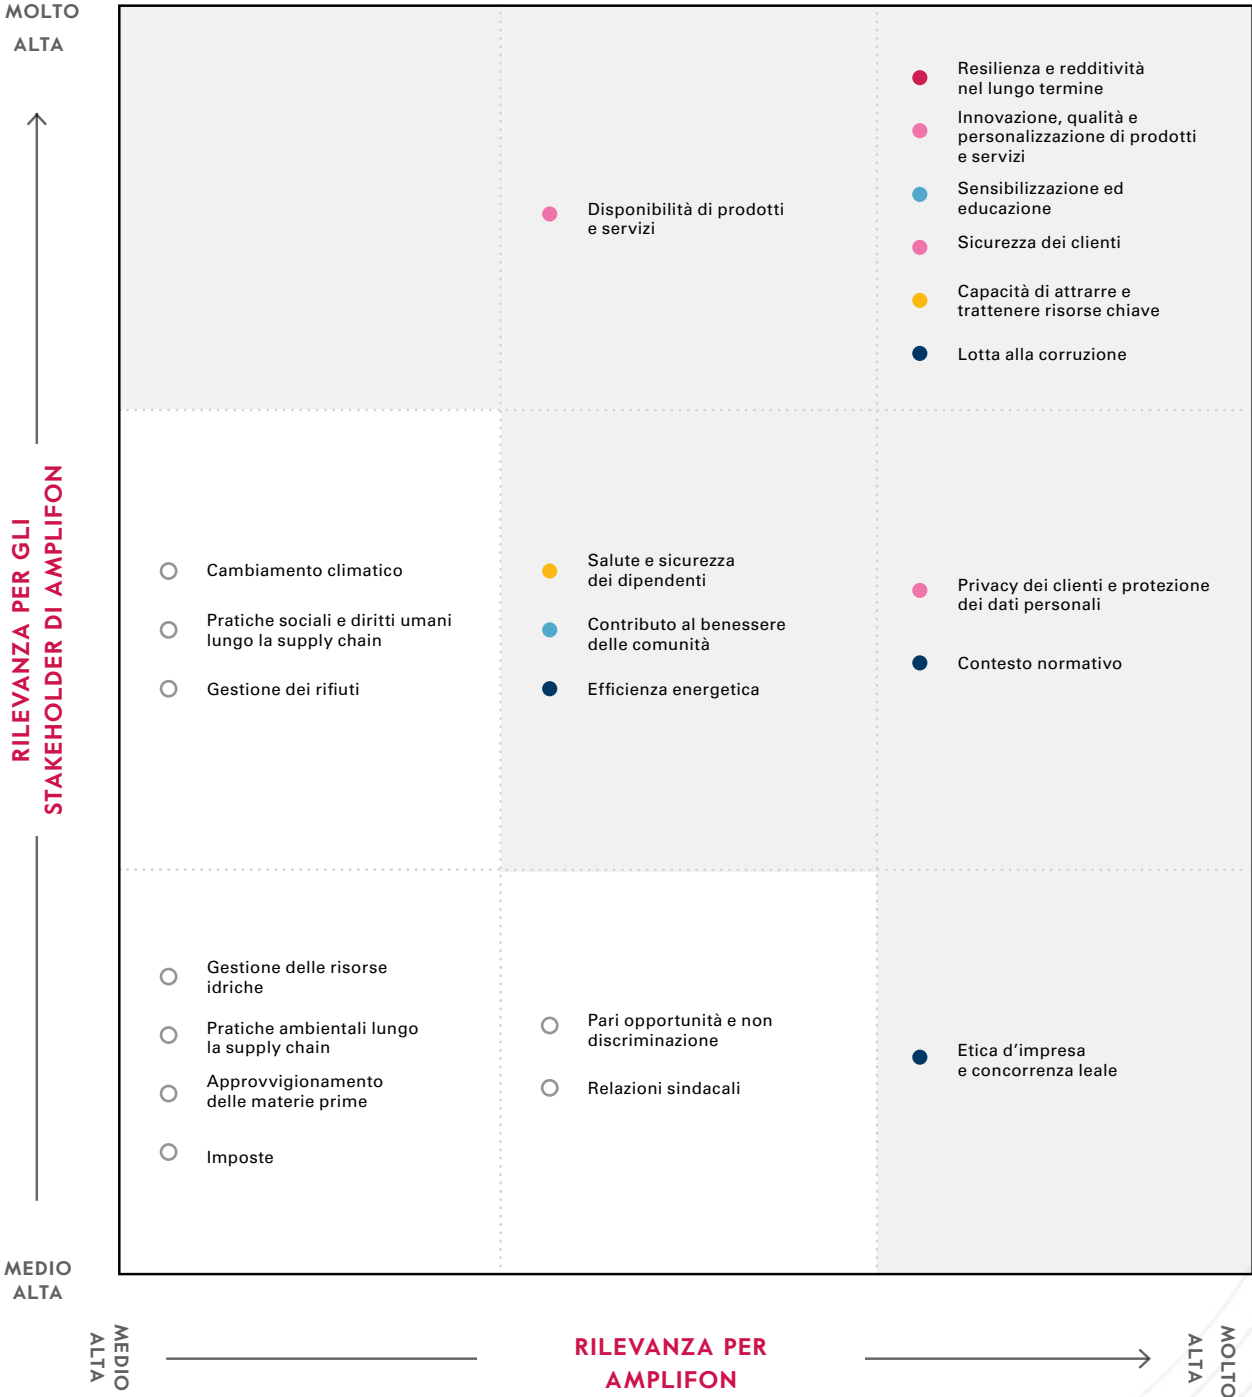 MOLTO
ALTA
RILEVANZA PER GLI
STAKEHOLDER DI AMPLIFON
MEDIO
ALTA
Disponibilità di prodotti
e servizi
Resilienza e redditività
nel lungo termine
Innovazione, qualità e
personalizzazione di prodotti
e servizi
Sensibilizzazione ed
educazione
Sicurezza dei clienti
Capacità di attrarre e
trattenere risorse chiave
Lotta alla corruzione
Cambiamento climatico
Pratiche sociali e diritti umani
lungo la supply chain
Gestione dei rifiuti
Salute e sicurezza
dei dipendenti
Contributo al benessere
delle comunità
Efficienza energetica
Privacy dei clienti e protezione
dei dati personali
Contesto normativo
Gestione delle risorse
idriche
Pratiche ambientali lungo
la supply chain
Approvvigionamento
delle materie prime
Imposte
Pari opportunità e non
discriminazione
Relazioni sindacali
Etica d'impresa
e concorrenza leale
MEDIO
ALTA
RILEVANZA PER
AMPLIFON
MOLTO
ALTA